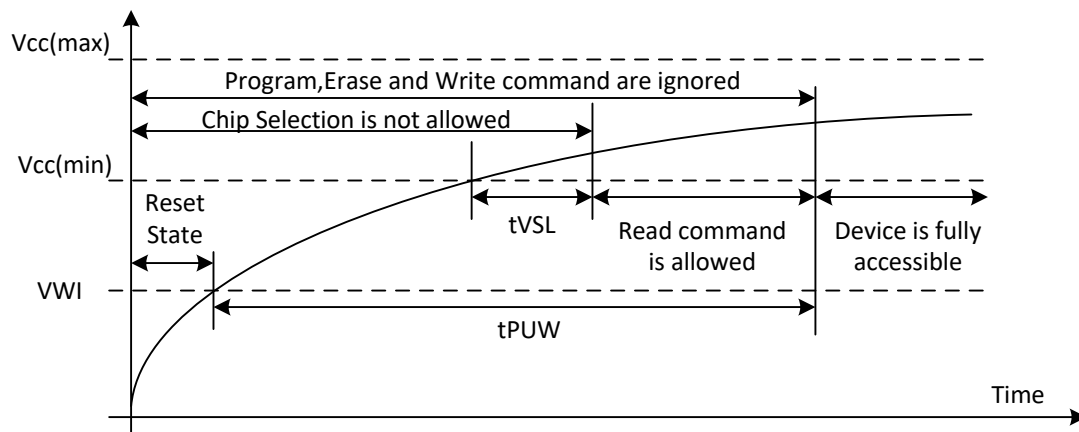 Vcc(max)
Program,Erase and Write command are ignored
Chip Selection is not allowed
Vcc(min)
Reset
State
tVSL
Read command
is allowed
Device is fully
accessible
VWI
tPUW
Time